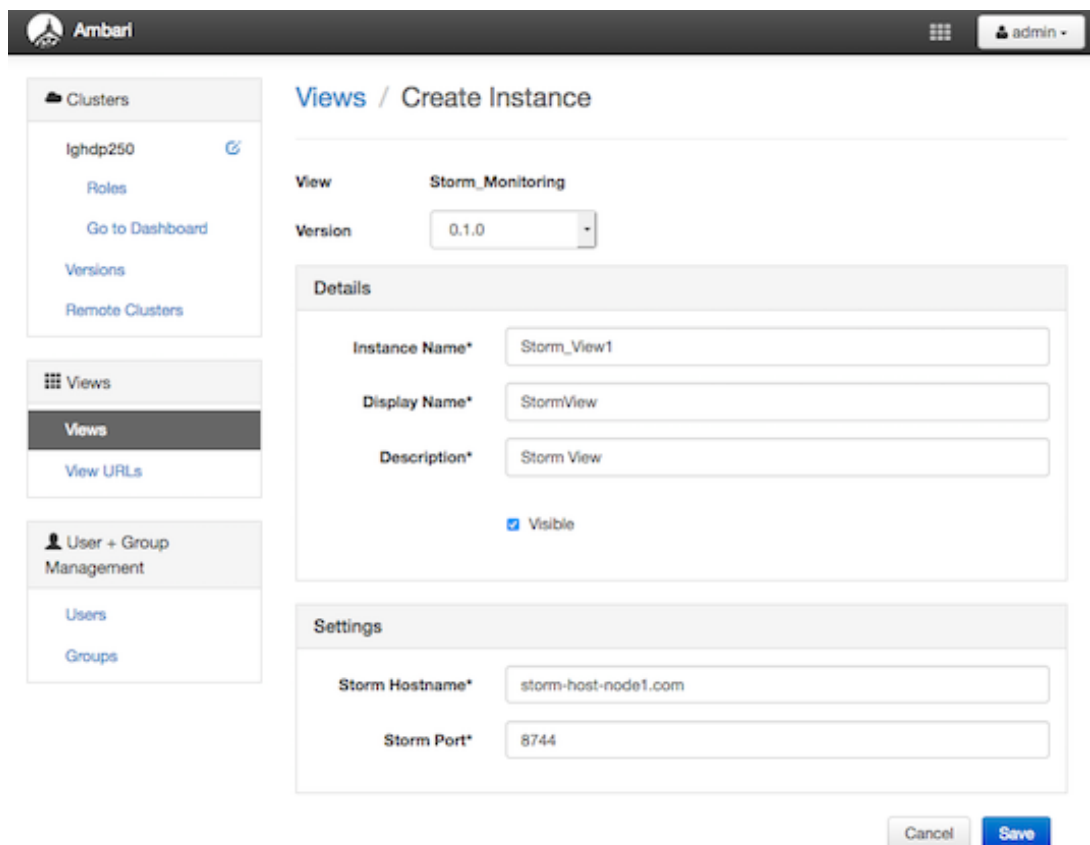 Ambari
admin
Clusters
lghdp250
Roles
Go to Dashboard
Versions
Remote Clusters
Views
Views
View URLs
User + Group
Management
Users
Groups
Views / Create Instance
View Storm_Monitoring
Version 0.1.0
Details
Instance Name* Storm_View1
Display Name* StormView
Description* Storm View
Visible
Settings
Storm Hostname* storm-host-node1.com
Storm Port* 8744
Cancel Save